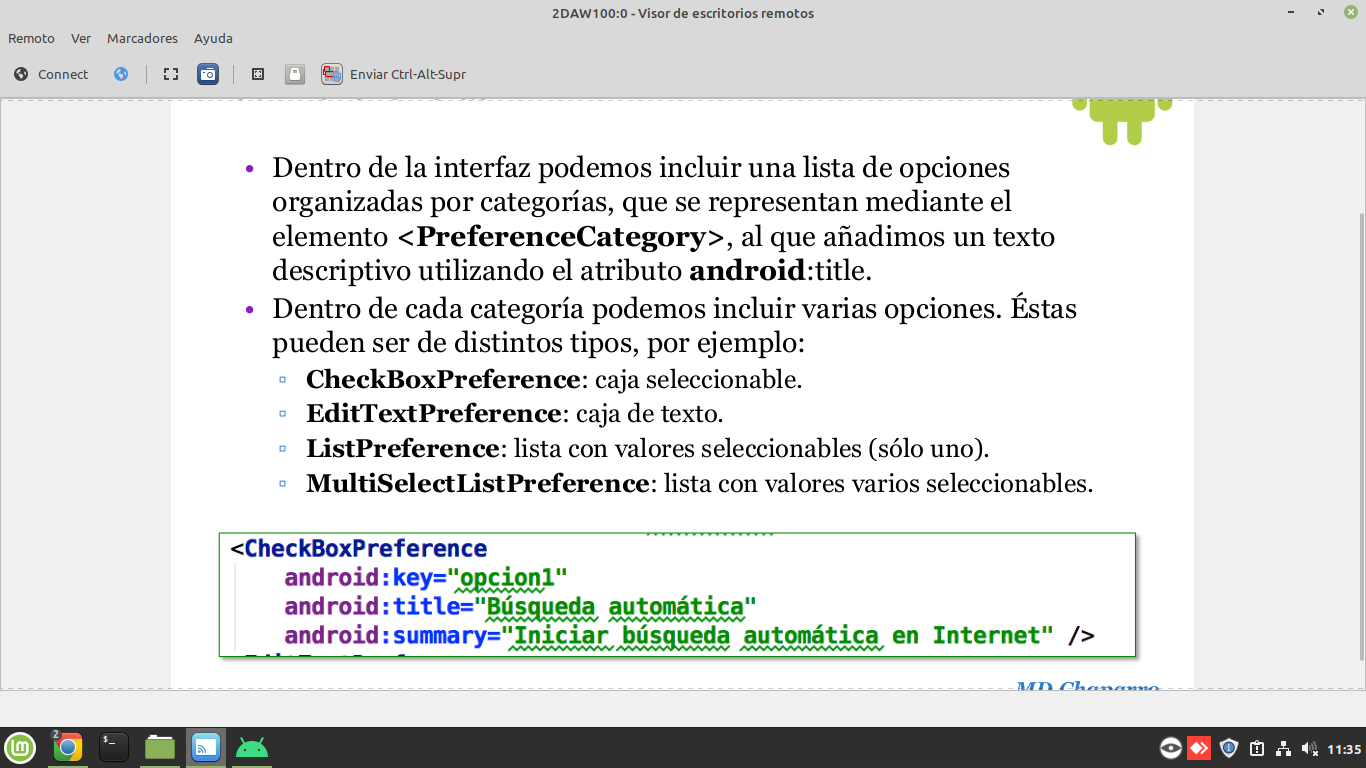 2DAW100:0 - Visor de escritorios remotos
Remoto Ver Marcadores Ayuda
Connect Enviar Ctrl-Alt-Supr
• Dentro de la interfaz podemos incluir una lista de opciones
organizadas por categorías, que se representan mediante el
elemento <PreferenceCategory>, al que añadimos un texto
descriptivo utilizando el atributo android:title.
• Dentro de cada categoría podemos incluir varias opciones. Éstas
pueden ser de distintos tipos, por ejemplo:
▫ CheckBoxPreference: caja seleccionable.
▫ EditTextPreference: caja de texto.
▫ ListPreference: lista con valores seleccionables (sólo uno).
▫ MultiSelectListPreference: lista con valores varios seleccionables.
<CheckBoxPreference
android:key="opcion1"
android:title="Búsqueda automática"
android:summary="Iniciar búsqueda automática en Internet" />
MD Chaparro
2
$_
11:35